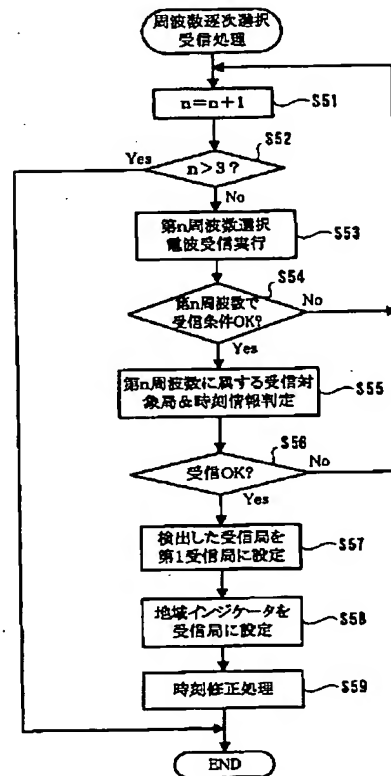 周波数逐次選択
受信処理
n=n+1
S51
S52
Yes
n>3?
No
第n周波数選択
電波受信実行
S53
S54
第n周波数で
受信条件OK?
No
Yes
第n周波数に属する受信対
象局&時刻情報判定
S55
S56
受信OK?
No
Yes
検出した受信局を
第1受信局に設定
S57
地域インジケータを
受信局に設定
S58
時刻修正処理
S59
END